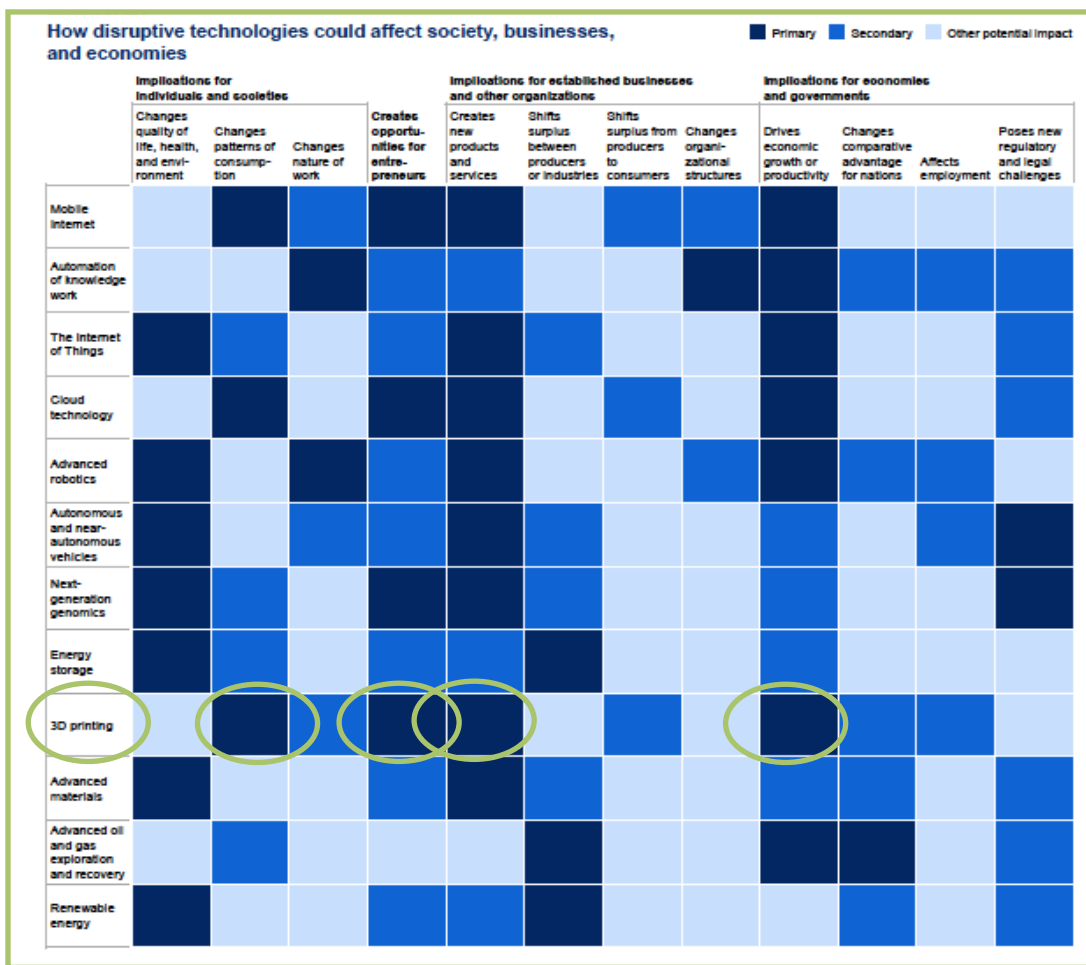 How disruptive technologies could affect society, businesses,
and economies
Primary
Secondary
Other potential impact
Implications for
individuals and societies
Implications for established businesses
and other organizations
Implications for economies
and governments
Changes
quality of
life, health,
and envi-
ronment
Changes
patterns of
consump-
tion
Changes
nature of
work
Creates
opportu-
nities for
entre-
preneurs
Creates
new
products
and
services
Shifts
surplus
between
producers
or industries
Shifts
surplus from
producers
to
consumers
Changes
organi-
zational
structures
Drives
economic
growth or
productivity
Changes
comparative
advantage
for nations
Affects
employment
Poses new
regulatory
and legal
challenges
Mobile
Internet
Automation
of knowledge
work
The Internet
of Things
Cloud
technology
Advanced
robotics
Autonomous
and near-
autonomous
vehicles
Next-
generation
genomics
Energy
storage
3D printing
Advanced
materials
Advanced oil
and gas
exploration
and recovery
Renewable
energy